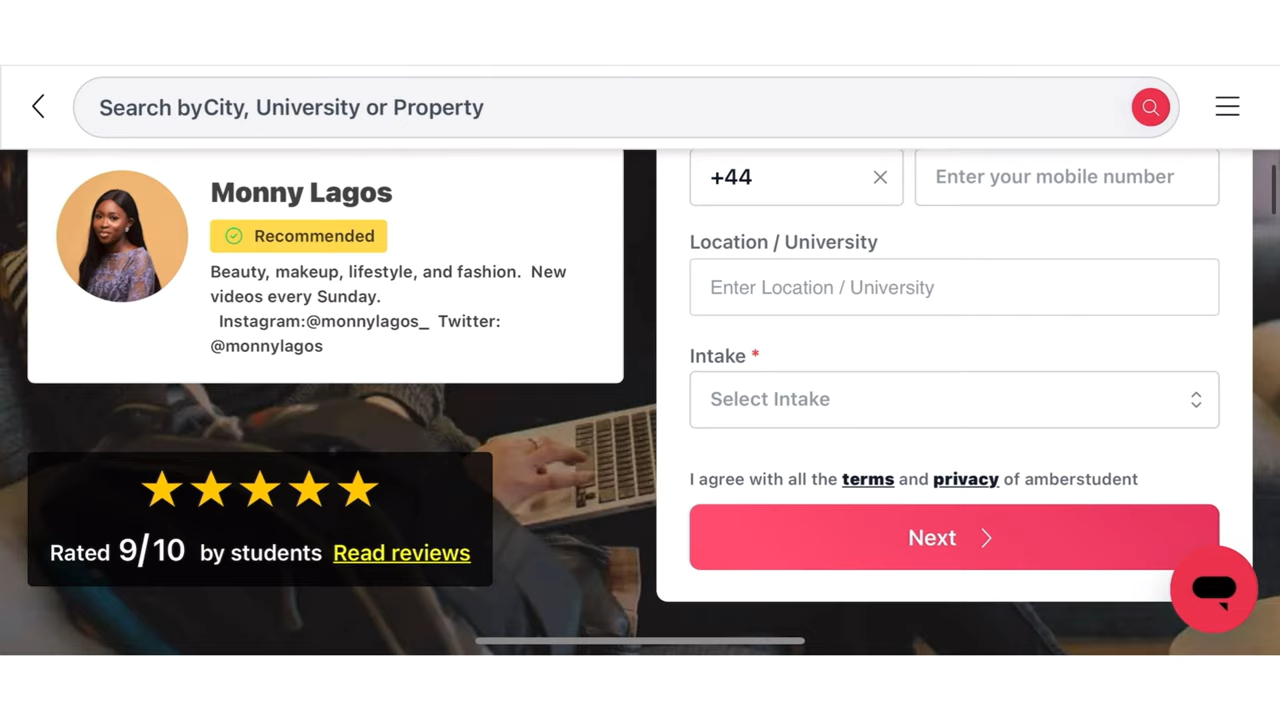 Search byCity, University or Property
Monny Lagos
Recommended
Beauty, makeup, lifestyle, and fashion.  New
videos every Sunday.
Instagram:@monnylagos_  Twitter:
@monnylagos
Rated 9/10 by students Read reviews
+44
Enter your mobile number
Location / University
Enter Location / University
Intake *
Select Intake
I agree with all the terms and privacy of amberstudent
Next